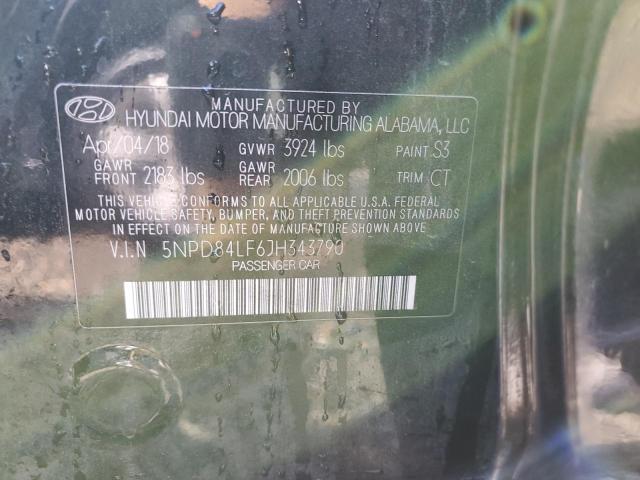 MANUFACTURED BY
HYUNDAI MOTOR MANUFACTURING ALABAMA, LLC
Apr/04/18 GVWR 3924 lbs PAINT S3
GAWR FRONT 2183 lbs GAWR REAR 2006 lbs TRIM CT
THIS VEHICLE CONFORMS TO ALL APPLICABLE U.S.A. FEDERAL
MOTOR VEHICLE SAFETY, BUMPER, AND THEFT PREVENTION STANDARDS
IN EFFECT ON THE DATE OF MANUFACTURE SHOWN ABOVE.
V.I.N 5NPD84LF6JH343790
PASSENGER CAR